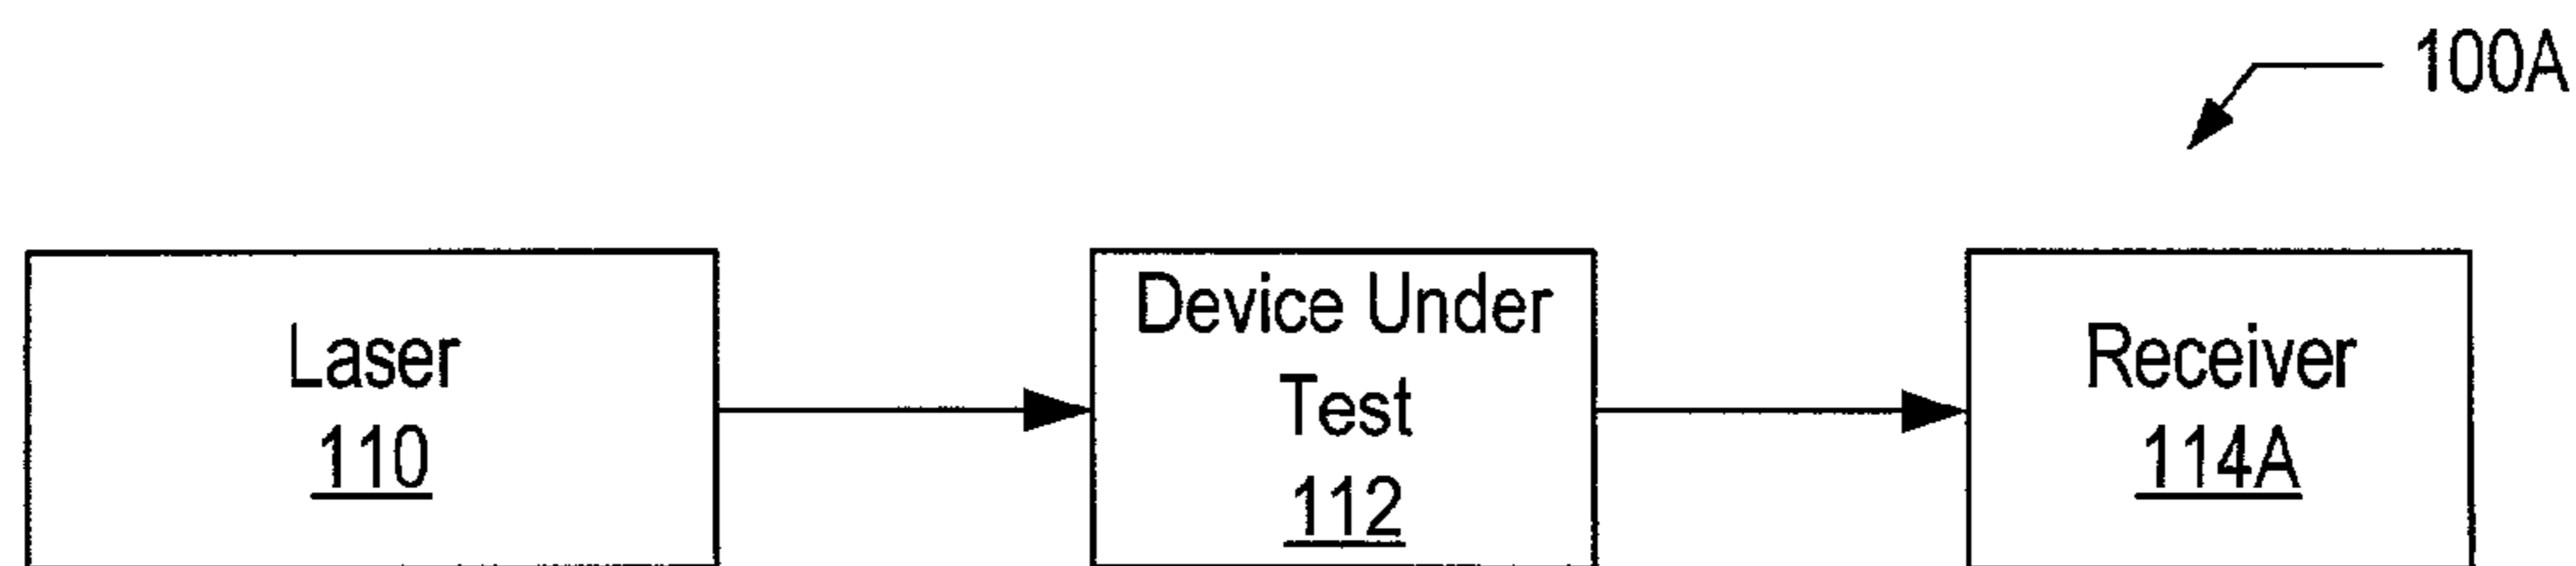 100A
Laser
110
Device Under
Test
112
Receiver
114A